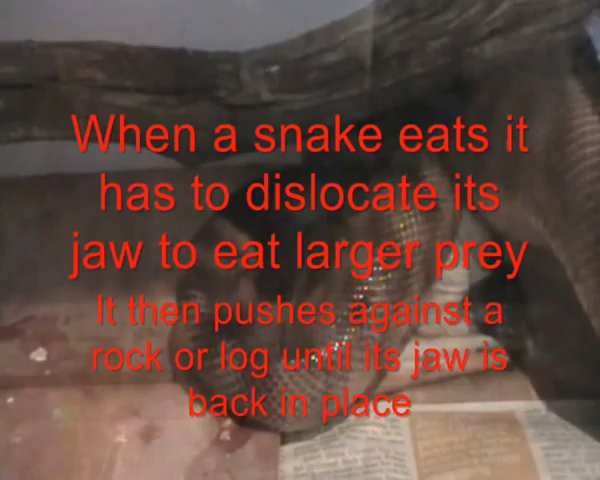 When a snake eats it
has to dislocate its
jaw to eat larger prey
It then pushes against a
rock or log until its jaw is
back in place